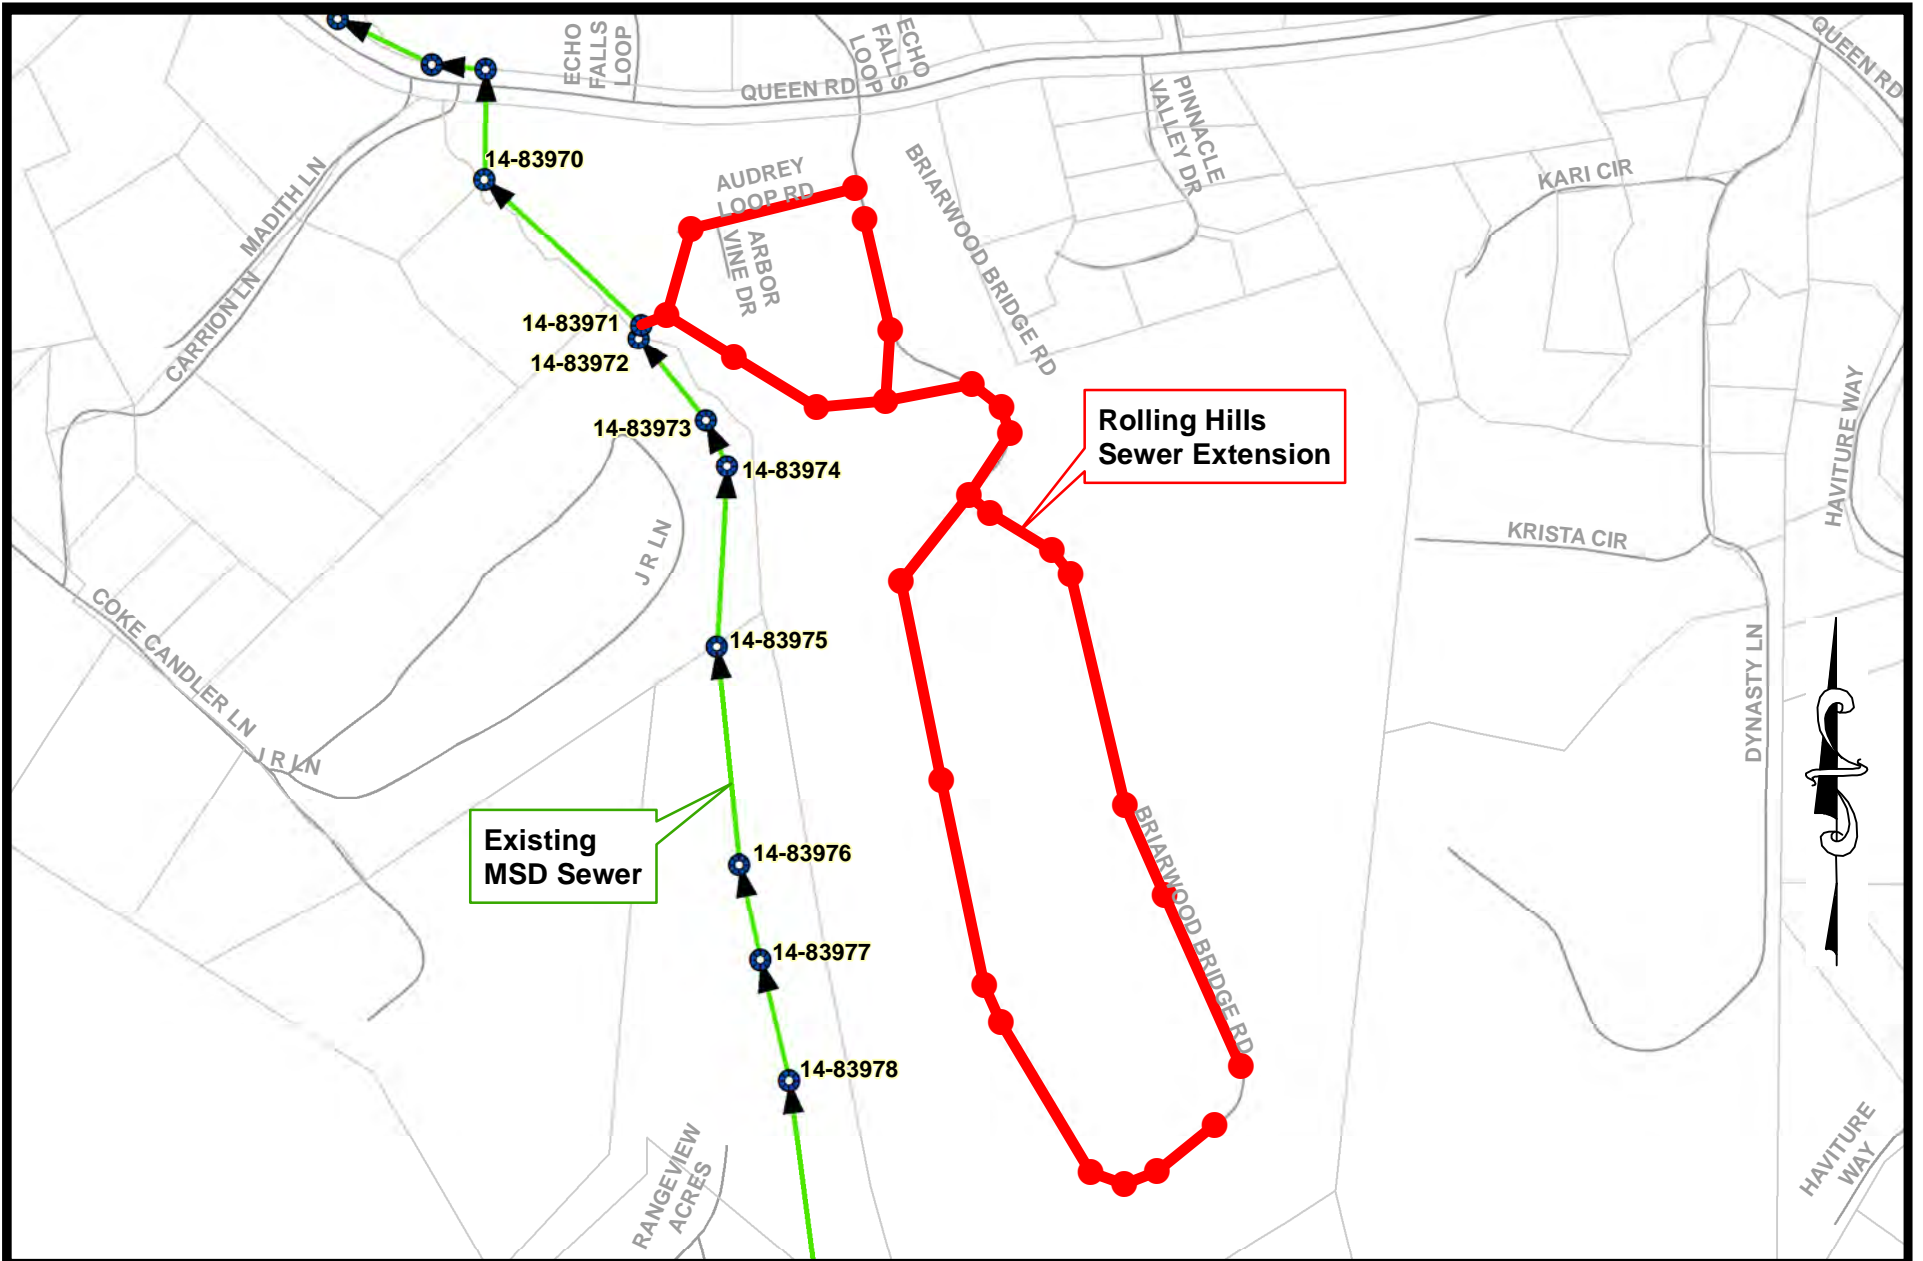 ECHO
FALLS
LOOP
ECHO
FALLS
LOOP
QUEEN RD
QUEEN RD
PINNACLE
VALLEY DR
KARI CIR
14-83970
MADITH LN
AUDREY
LOOP RD
ARBOR
VINE DR
BRIARWOOD BRIDGE RD
CARRION LN
14-83971
14-83972
14-83973
14-83974
Rolling Hills
Sewer Extension
HAVITURE WAY
KRISTA CIR
J R LN
COKE CANDLER LN
14-83975
DYNASTY LN
J R LN
Existing
MSD Sewer
14-83976
BRIARWOOD BRIDGE RD
14-83977
14-83978
RANGEVIEW
ACRES
HAVITURE
WAY